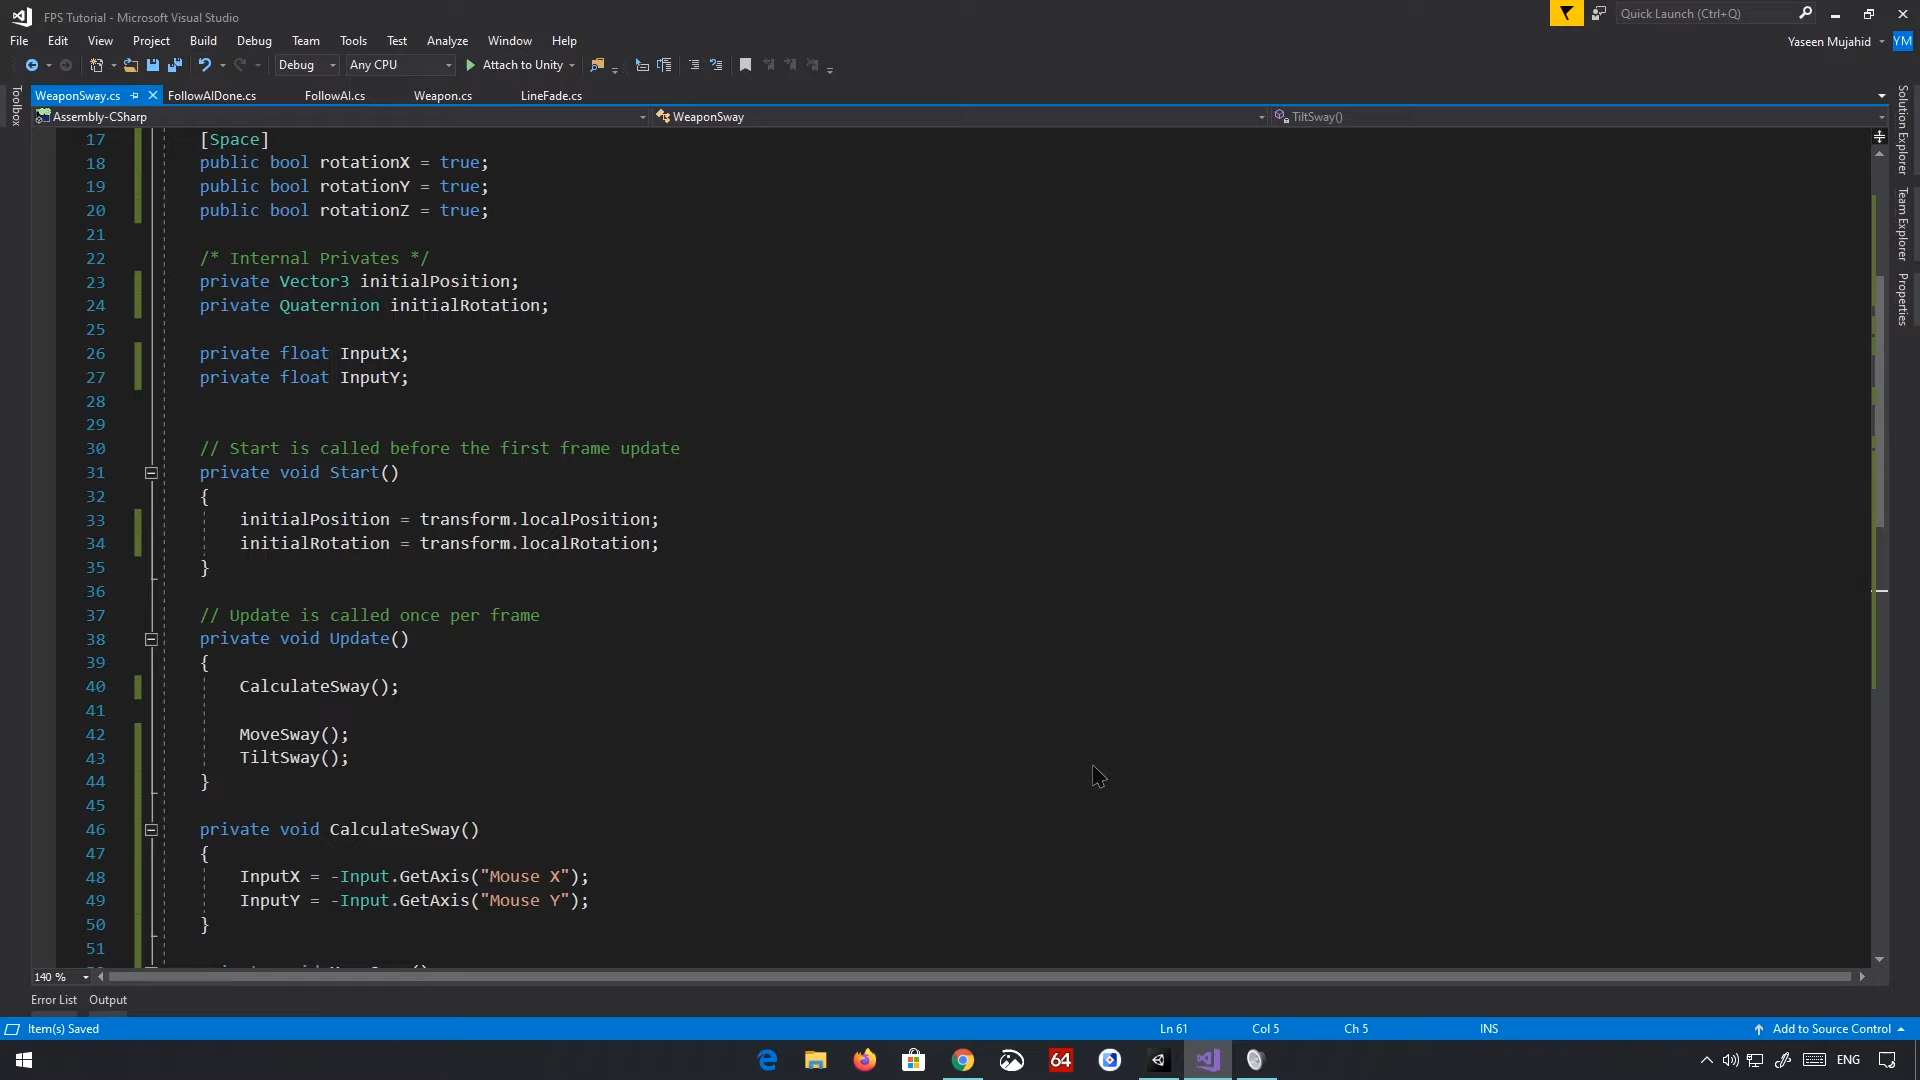 FPS Tutorial - Microsoft Visual Studio
Quick Launch (Ctrl+Q)
File Edit View Project Build Debug Team Tools Test Analyze Window Help
Yaseen Mujahid YM
Debug Any CPU Attach to Unity
WeaponSway.cs FollowAIDone.cs FollowAI.cs Weapon.cs LineFade.cs
Assembly-CSharp WeaponSway TiltSway()
Toolbox
Solution Explorer
Team Explorer
Properties
17 [Space]
18 public bool rotationX = true;
19 public bool rotationY = true;
20 public bool rotationZ = true;
21
22 /* Internal Privates */
23 private Vector3 initialPosition;
24 private Quaternion initialRotation;
25
26 private float InputX;
27 private float InputY;
28
29
30 // Start is called before the first frame update
31 private void Start()
32 {
33 initialPosition = transform.localPosition;
34 initialRotation = transform.localRotation;
35 }
36
37 // Update is called once per frame
38 private void Update()
39 {
40 CalculateSway();
41
42 MoveSway();
43 TiltSway();
44 }
45
46 private void CalculateSway()
47 {
48 InputX = -Input.GetAxis("Mouse X");
49 InputY = -Input.GetAxis("Mouse Y");
50 }
51
140 %
Error List Output
Item(s) Saved Ln 61 Col 5 Ch 5 INS Add to Source Control
64 ENG